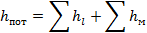 hпот = ∑ hl + ∑ hм